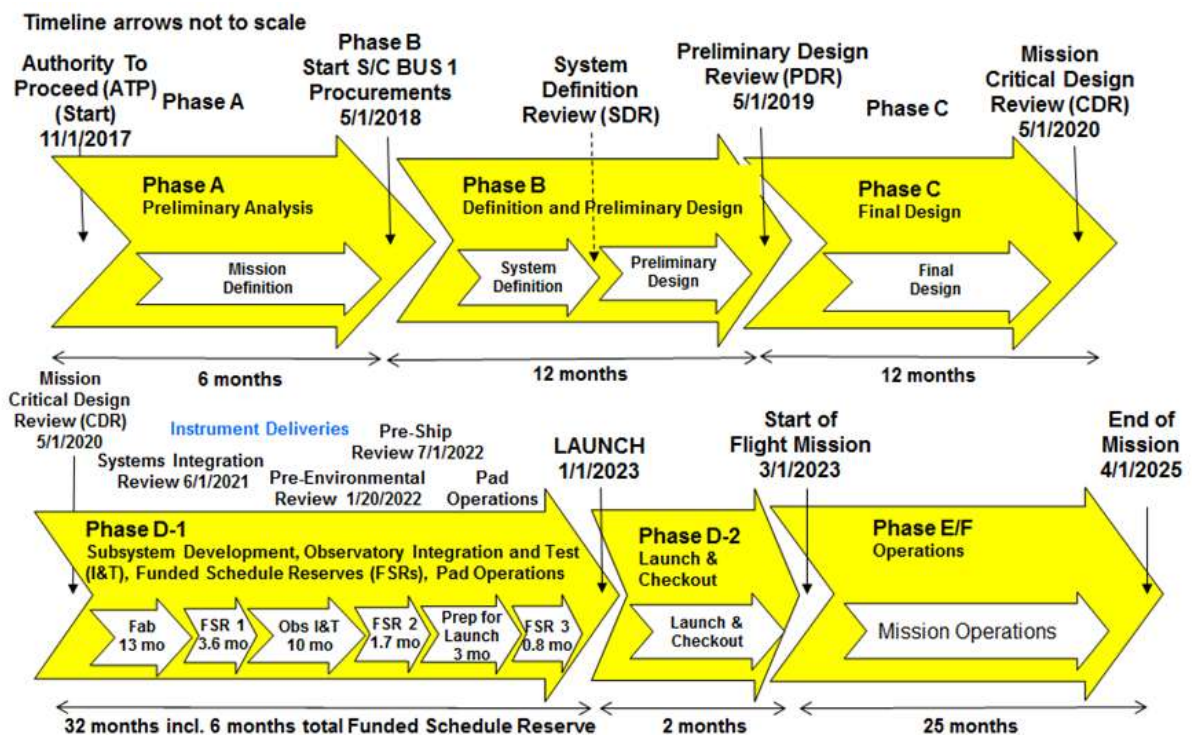 Timeline arrows not to scale
Authority To
Proceed (ATP)
(Start)
11/1/2017
Phase A
Phase B
Start S/C BUS 1
Procurements
5/1/2018
System
Definition
Review (SDR)
Preliminary Design
Review (PDR)
5/1/2019
Phase C
Mission
Critical Design
Review (CDR)
5/1/2020
Phase A
Preliminary Analysis
Mission
Definition
Phase B
Definition and Preliminary Design
System
Definition
Preliminary
Design
Phase C
Final Design
Final
Design
6 months
12 months
12 months
Mission
Critical Design
Review (CDR)
5/1/2020
Instrument Deliveries
Systems Integration
Review 6/1/2021
Pre-Environmental
Review 1/20/2022
Pre-Ship
Review 7/1/2022
Pad
Operations
LAUNCH
1/1/2023
Start of
Flight Mission
3/1/2023
End of
Mission
4/1/2025
Phase D-1
Subsystem Development, Observatory Integration and Test
(I&T), Funded Schedule Reserves (FSRs), Pad Operations
Fab
13 mo
FSR 1
3.6 mo
Obs I&T
10 mo
FSR 2
1.7 mo
Prep for
Launch
3 mo
FSR 3
0.8 mo
Phase D-2
Launch &
Checkout
Launch &
Checkout
Phase E/F
Operations
Mission Operations
32 months incl. 6 months total Funded Schedule Reserve
2 months
25 months